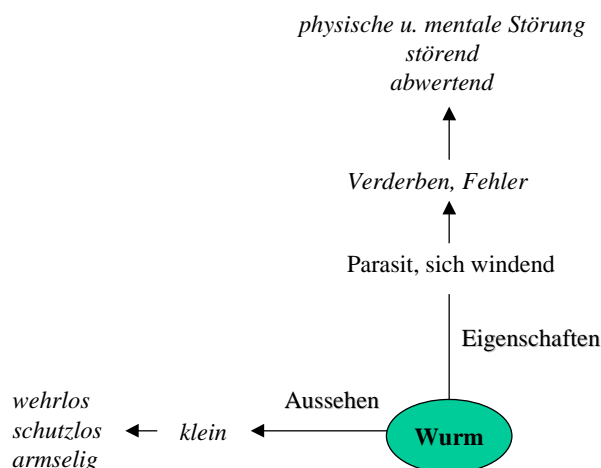 physische u. mentale Störung
störend
abwertend
Verderben, Fehler
Parasit, sich windend
Eigenschaften
Aussehen
wehrlos
schutzlos
armselig
klein
Wurm